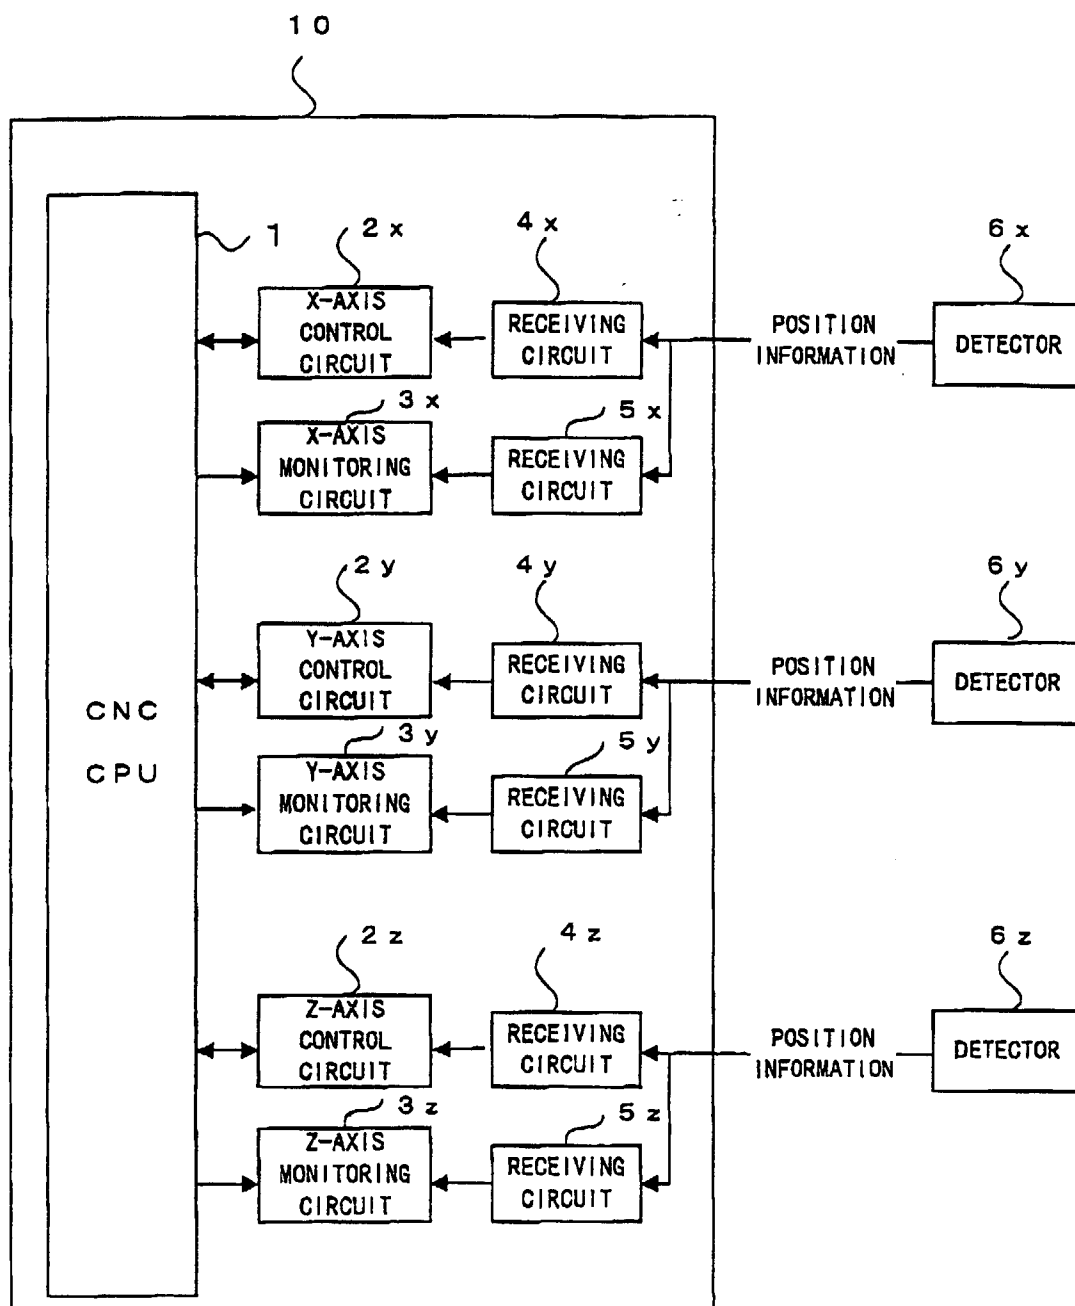 10
1
2x
4x
6x
X-AXIS
CONTROL
CIRCUIT
RECEIVING
CIRCUIT
POSITION
INFORMATION
DETECTOR
3x
5x
X-AXIS
MONITORING
CIRCUIT
RECEIVING
CIRCUIT
2y
4y
6y
Y-AXIS
CONTROL
CIRCUIT
RECEIVING
CIRCUIT
POSITION
INFORMATION
DETECTOR
CNC
CPU
3y
5y
Y-AXIS
MONITORING
CIRCUIT
RECEIVING
CIRCUIT
2z
4z
6z
Z-AXIS
CONTROL
CIRCUIT
RECEIVING
CIRCUIT
POSITION
INFORMATION
DETECTOR
3z
5z
Z-AXIS
MONITORING
CIRCUIT
RECEIVING
CIRCUIT